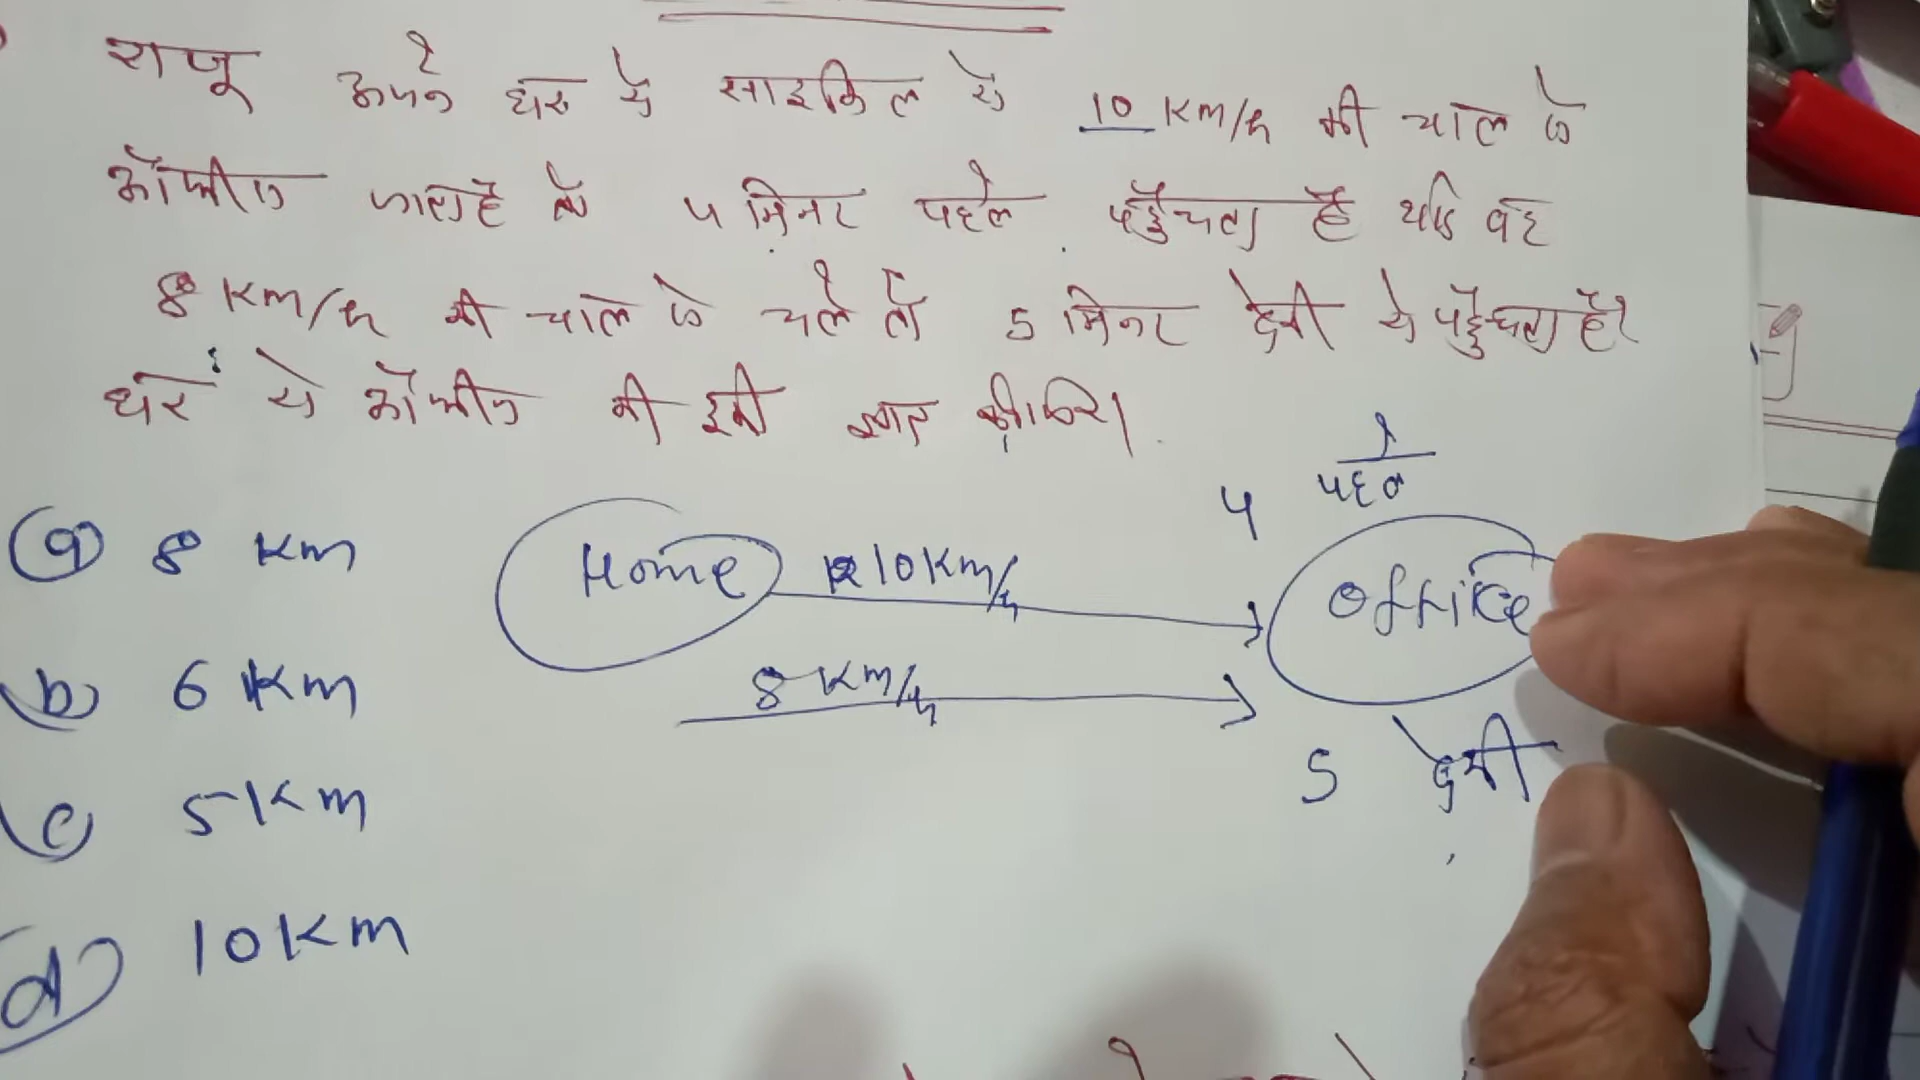 राजू अपने घर से साइकिल से 10 Km/h की चाल से
ऑफीस जाता है तो 4 मिनट पहले पहुँचता है यदि वह
8 Km/h की चाल से चले तो 5 मिनट देरी से पहुँचता है।
घर से ऑफीस की दूरी ज्ञात कीजिए।
(a) 8 Km
(b) 6 Km
(c) 5 Km
(d) 10 Km
4 पहले
Home 10 Km/h Office
8 Km/h
5 देरी